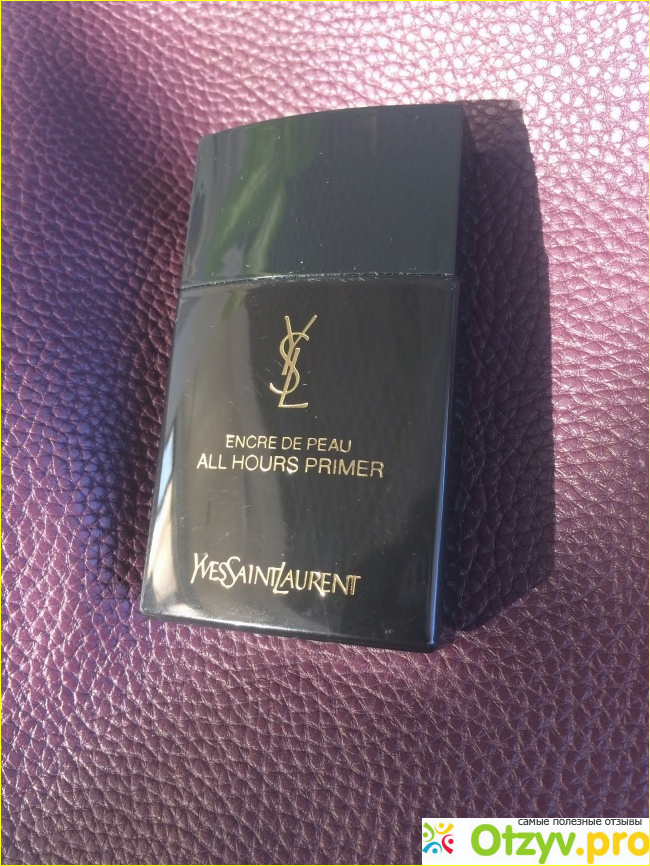 YSL
ENCRE DE PEAU
ALL HOURS PRIMER
YVESSAINTLAURENT
самые полезные отзывы
Otzyv.pro